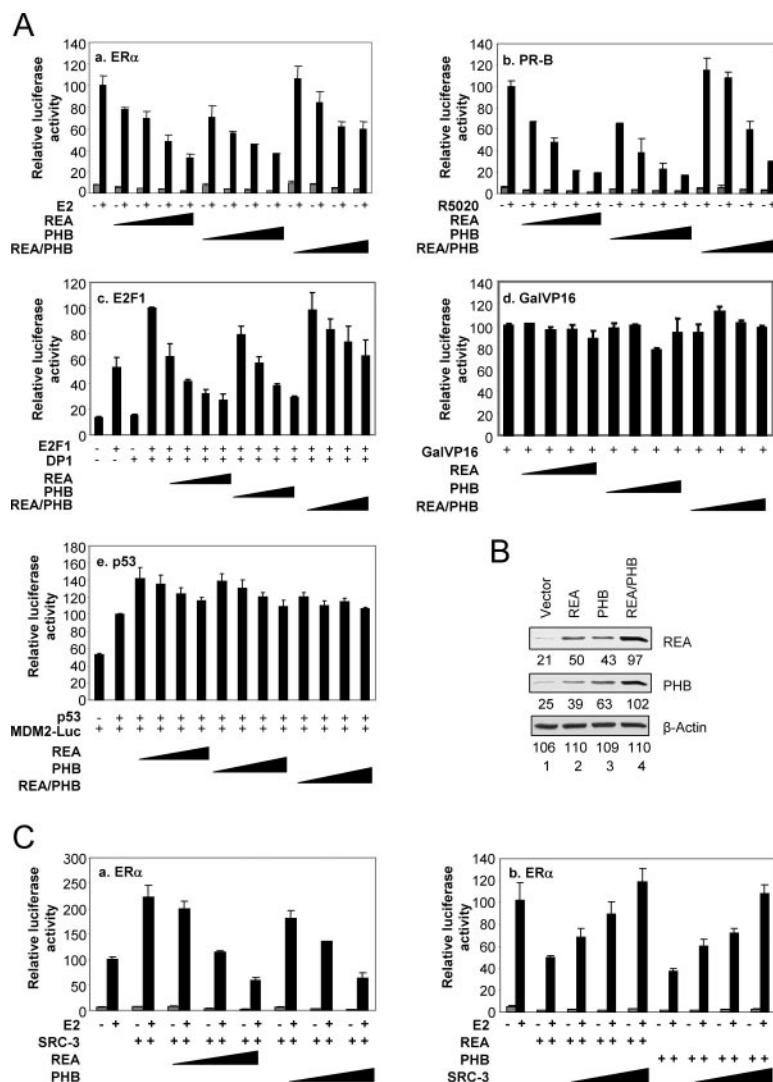 A
a. ERα
Relative luciferase activity
140
120
100
80
60
40
20
0
E2 - + - + - + - + - + - + - + - + - + - + - + - + - +
REA
PHB
REA/PHB
b. PR-B
Relative luciferase activity
140
120
100
80
60
40
20
0
R5020 - + - + - + - + - + - + - + - + - + - + - + - + - +
REA
PHB
REA/PHB
c. E2F1
Relative luciferase activity
120
100
80
60
40
20
0
E2F1 - + - + + + + + + + + + + + + +
DP1 - - + + + + + + + + + + + + + +
REA
PHB
REA/PHB
d. GalVP16
Relative luciferase activity
140
120
100
80
60
40
20
0
GalVP16 + + + + + + + + + + + + +
REA
PHB
REA/PHB
e. p53
Relative luciferase activity
180
160
140
120
100
80
60
40
20
0
p53 - + + + + + + + + + + + + +
MDM2-Luc + + + + + + + + + + + + + +
REA
PHB
REA/PHB
B
Vector REA PHB REA/PHB
REA
21 50 43 97
PHB
25 39 63 102
β-Actin
106 110 109 110
1 2 3 4
C
a. ERα
Relative luciferase activity
300
250
200
150
100
50
0
E2 - + - + - + - + - + - + - + - +
SRC-3 + + + + + + + + + + + + + +
REA
PHB
b. ERα
Relative luciferase activity
140
120
100
80
60
40
20
0
E2 - + - + - + - + - + - + - + - + - +
REA ++ ++ ++ ++
PHB ++ ++ ++ ++
SRC-3